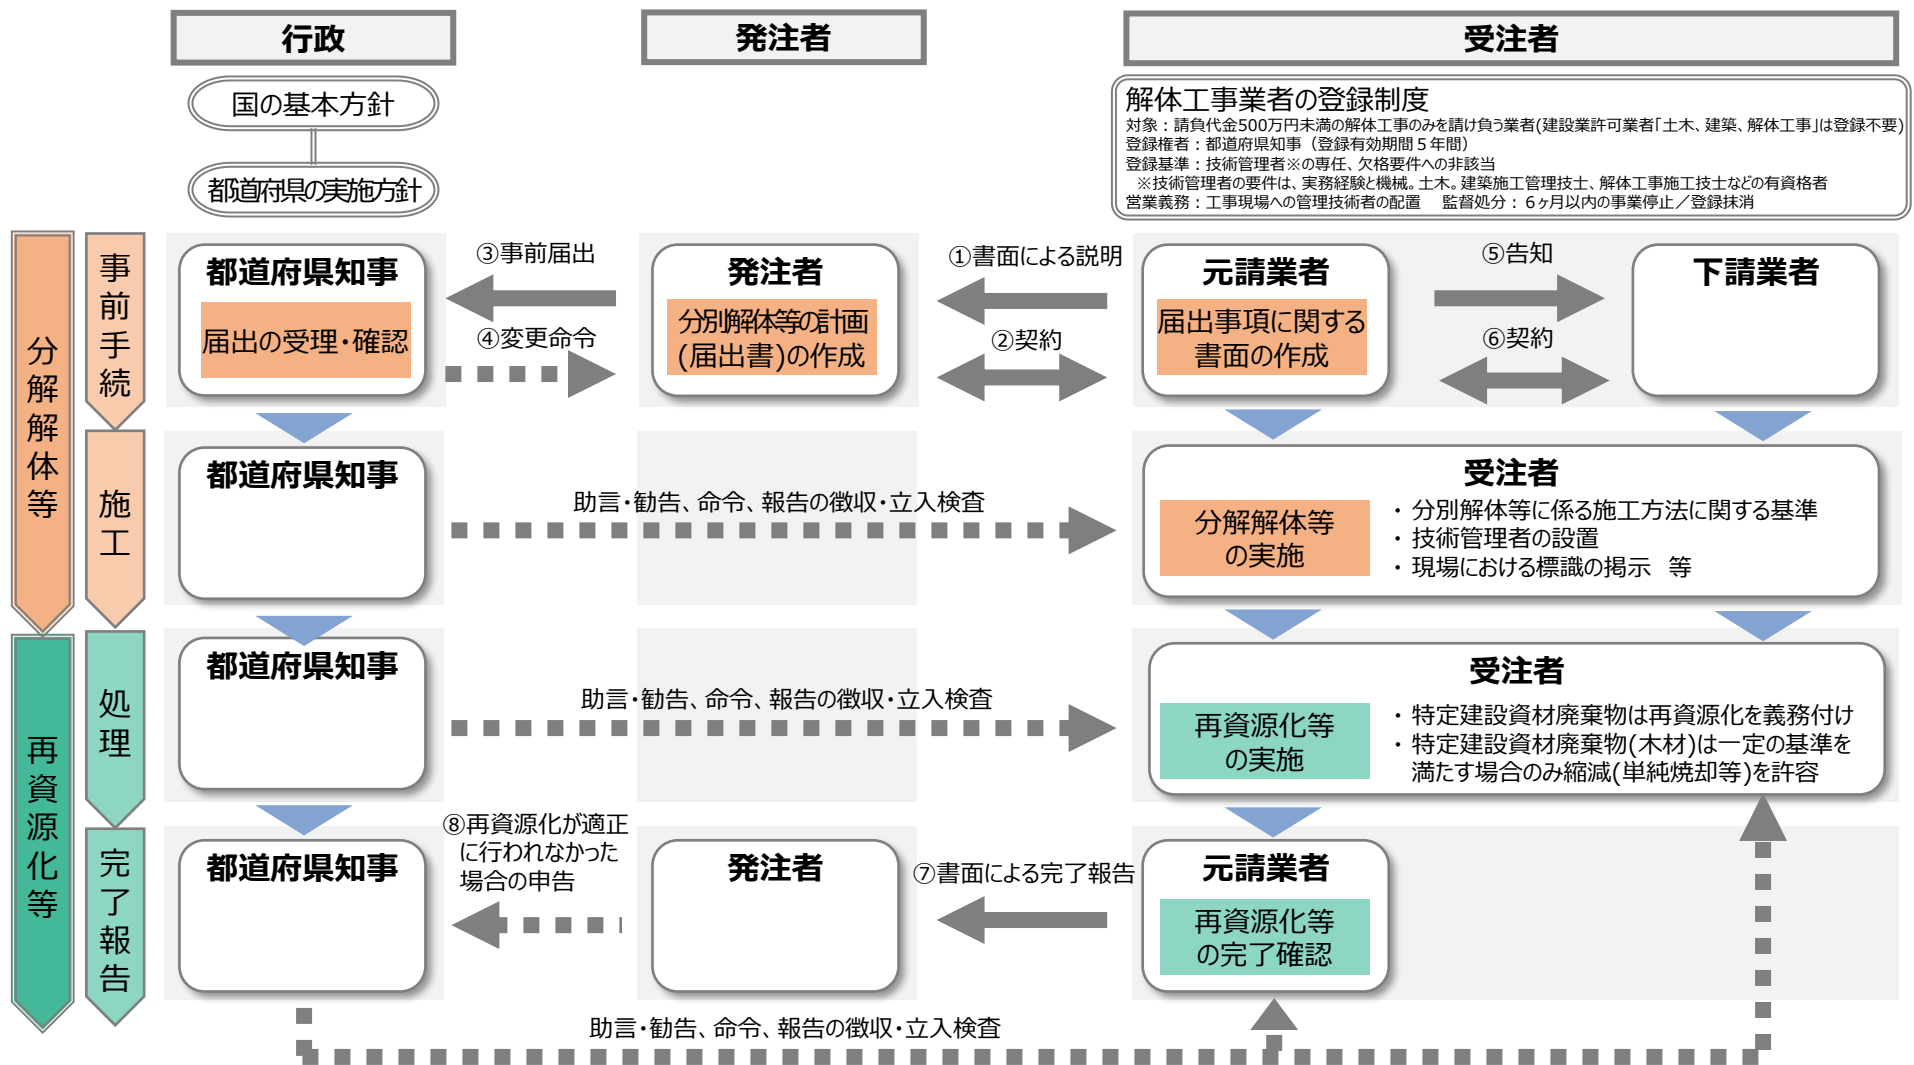 行政
発注者
受注者
国の基本方針
都道府県の実施方針
解体工事業者の登録制度
対象：請負代金500万円未満の解体工事のみを請け負う業者(建設業許可業者「土木、建築、解体工事」は登録不要)
登録権者：都道府県知事（登録有効期間５年間）
登録基準：技術管理者※の専任、欠格要件への非該当
※技術管理者の要件は、実務経験と機械。土木。建築施工管理技士、解体工事施工技士などの有資格者
営業義務：工事現場への管理技術者の配置　監督処分：６ヶ月以内の事業停止／登録抹消
分解解体等
事前手続
都道府県知事
届出の受理・確認
③事前届出
④変更命令
発注者
分別解体等の計画
(届出書)の作成
①書面による説明
②契約
元請業者
届出事項に関する
書面の作成
⑤告知
⑥契約
下請業者
施工
都道府県知事
助言・勧告、命令、報告の徴収・立入検査
受注者
分解解体等
の実施
・分別解体等に係る施工方法に関する基準
・技術管理者の設置
・現場における標識の掲示　等
再資源化等
処理
都道府県知事
助言・勧告、命令、報告の徴収・立入検査
受注者
再資源化等
の実施
・特定建設資材廃棄物は再資源化を義務付け
・特定建設資材廃棄物(木材)は一定の基準を
満たす場合のみ縮減(単純焼却等)を許容
完了報告
都道府県知事
⑧再資源化が適正
に行われなかった
場合の申告
発注者
⑦書面による完了報告
元請業者
再資源化等
の完了確認
助言・勧告、命令、報告の徴収・立入検査